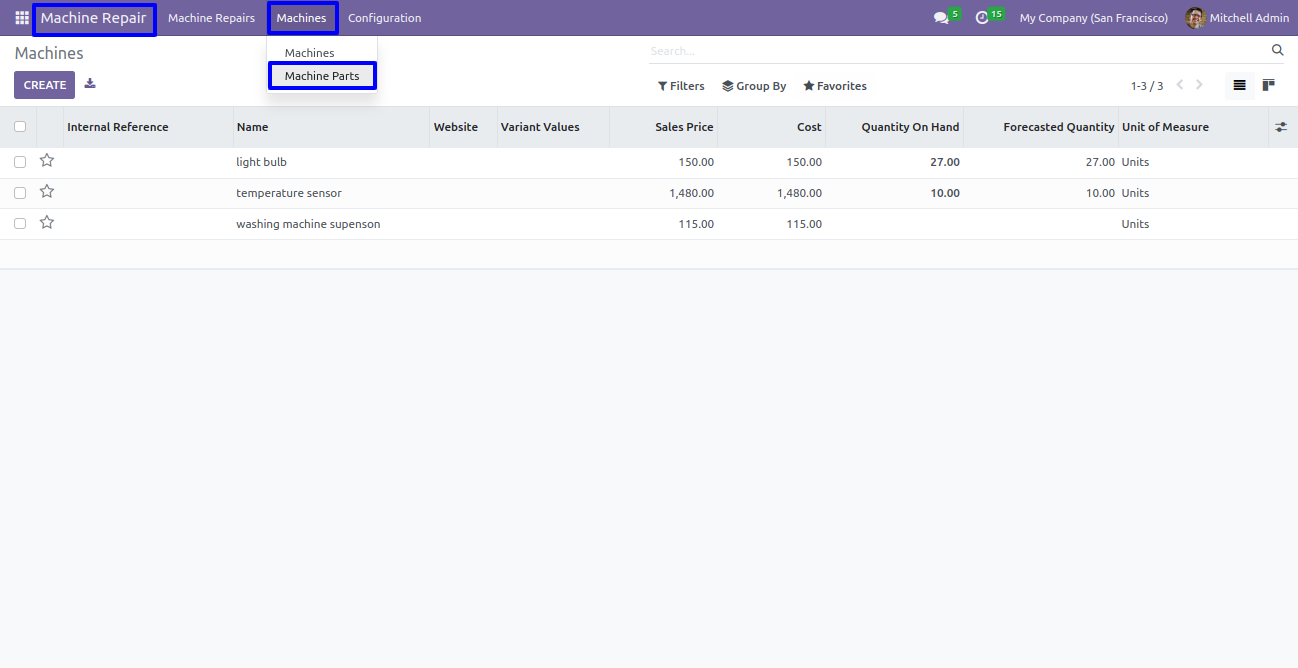 Machine Repair Machine Repairs Machines Configuration 5 15 My Company (San Francisco) Mitchell Admin
Machines
Machine Parts
Machines
Search...
CREATE
Filters Group By Favorites 1-3 / 3
Internal Reference Name Website Variant Values Sales Price Cost Quantity On Hand Forecasted Quantity Unit of Measure
light bulb 150.00 150.00 27.00 27.00 Units
temperature sensor 1,480.00 1,480.00 10.00 10.00 Units
washing machine supenson 115.00 115.00 Units